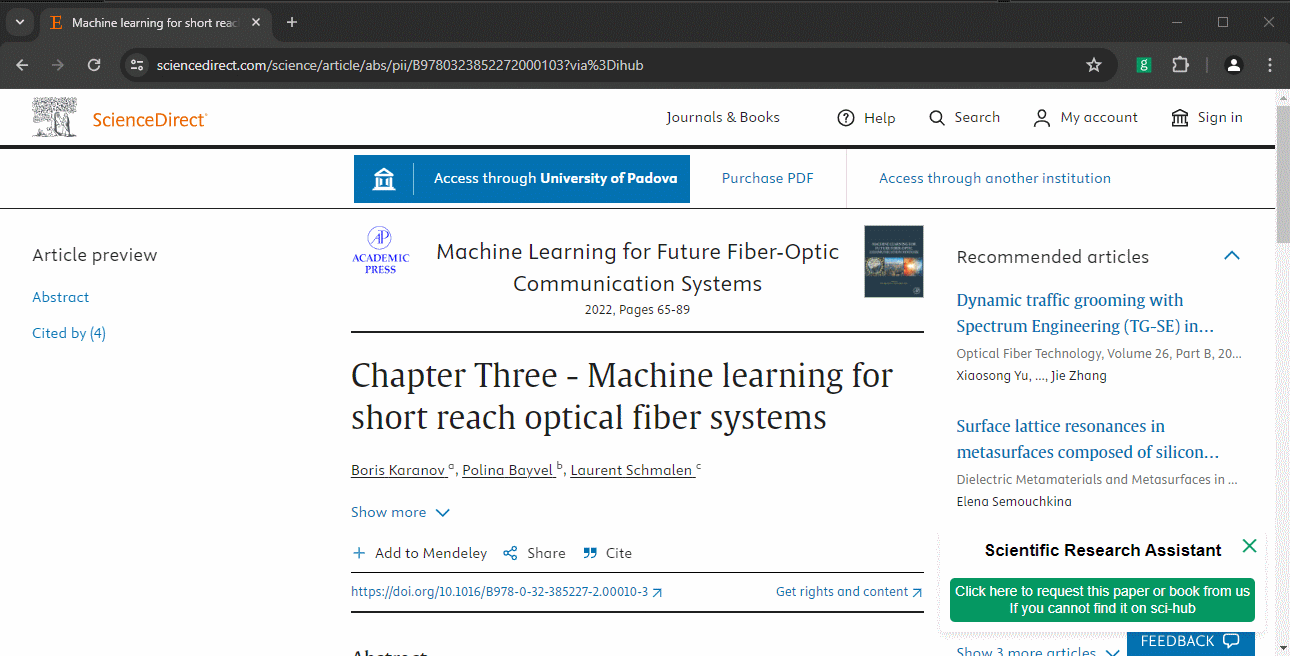 Machine learning for short reac
sciencedirect.com/science/article/abs/pii/B9780323852272000103?via%3Dihub
ScienceDirect
Journals & Books
Help
Search
My account
Sign in
Access through University of Padova
Purchase PDF
Access through another institution
Article preview
Abstract
Cited by (4)
AP
ACADEMIC
PRESS
Machine Learning for Future Fiber-Optic
Communication Systems
2022, Pages 65-89
Chapter Three - Machine learning for
short reach optical fiber systems
Boris Karanov a, Polina Bayvel b, Laurent Schmalen c
Show more
Add to Mendeley
Share
Cite
https://doi.org/10.1016/B978-0-32-385227-2.00010-3
Get rights and content
Abstract
Recommended articles
Dynamic traffic grooming with
Spectrum Engineering (TG-SE) in…
Optical Fiber Technology, Volume 26, Part B, 20...
Xiaosong Yu, …, Jie Zhang
Surface lattice resonances in
metasurfaces composed of silicon…
Dielectric Metamaterials and Metasurfaces in ...
Elena Semouchkina
Scientific Research Assistant
Click here to request this paper or book from us
If you cannot find it on sci-hub
Show 3 more articles
FEEDBACK